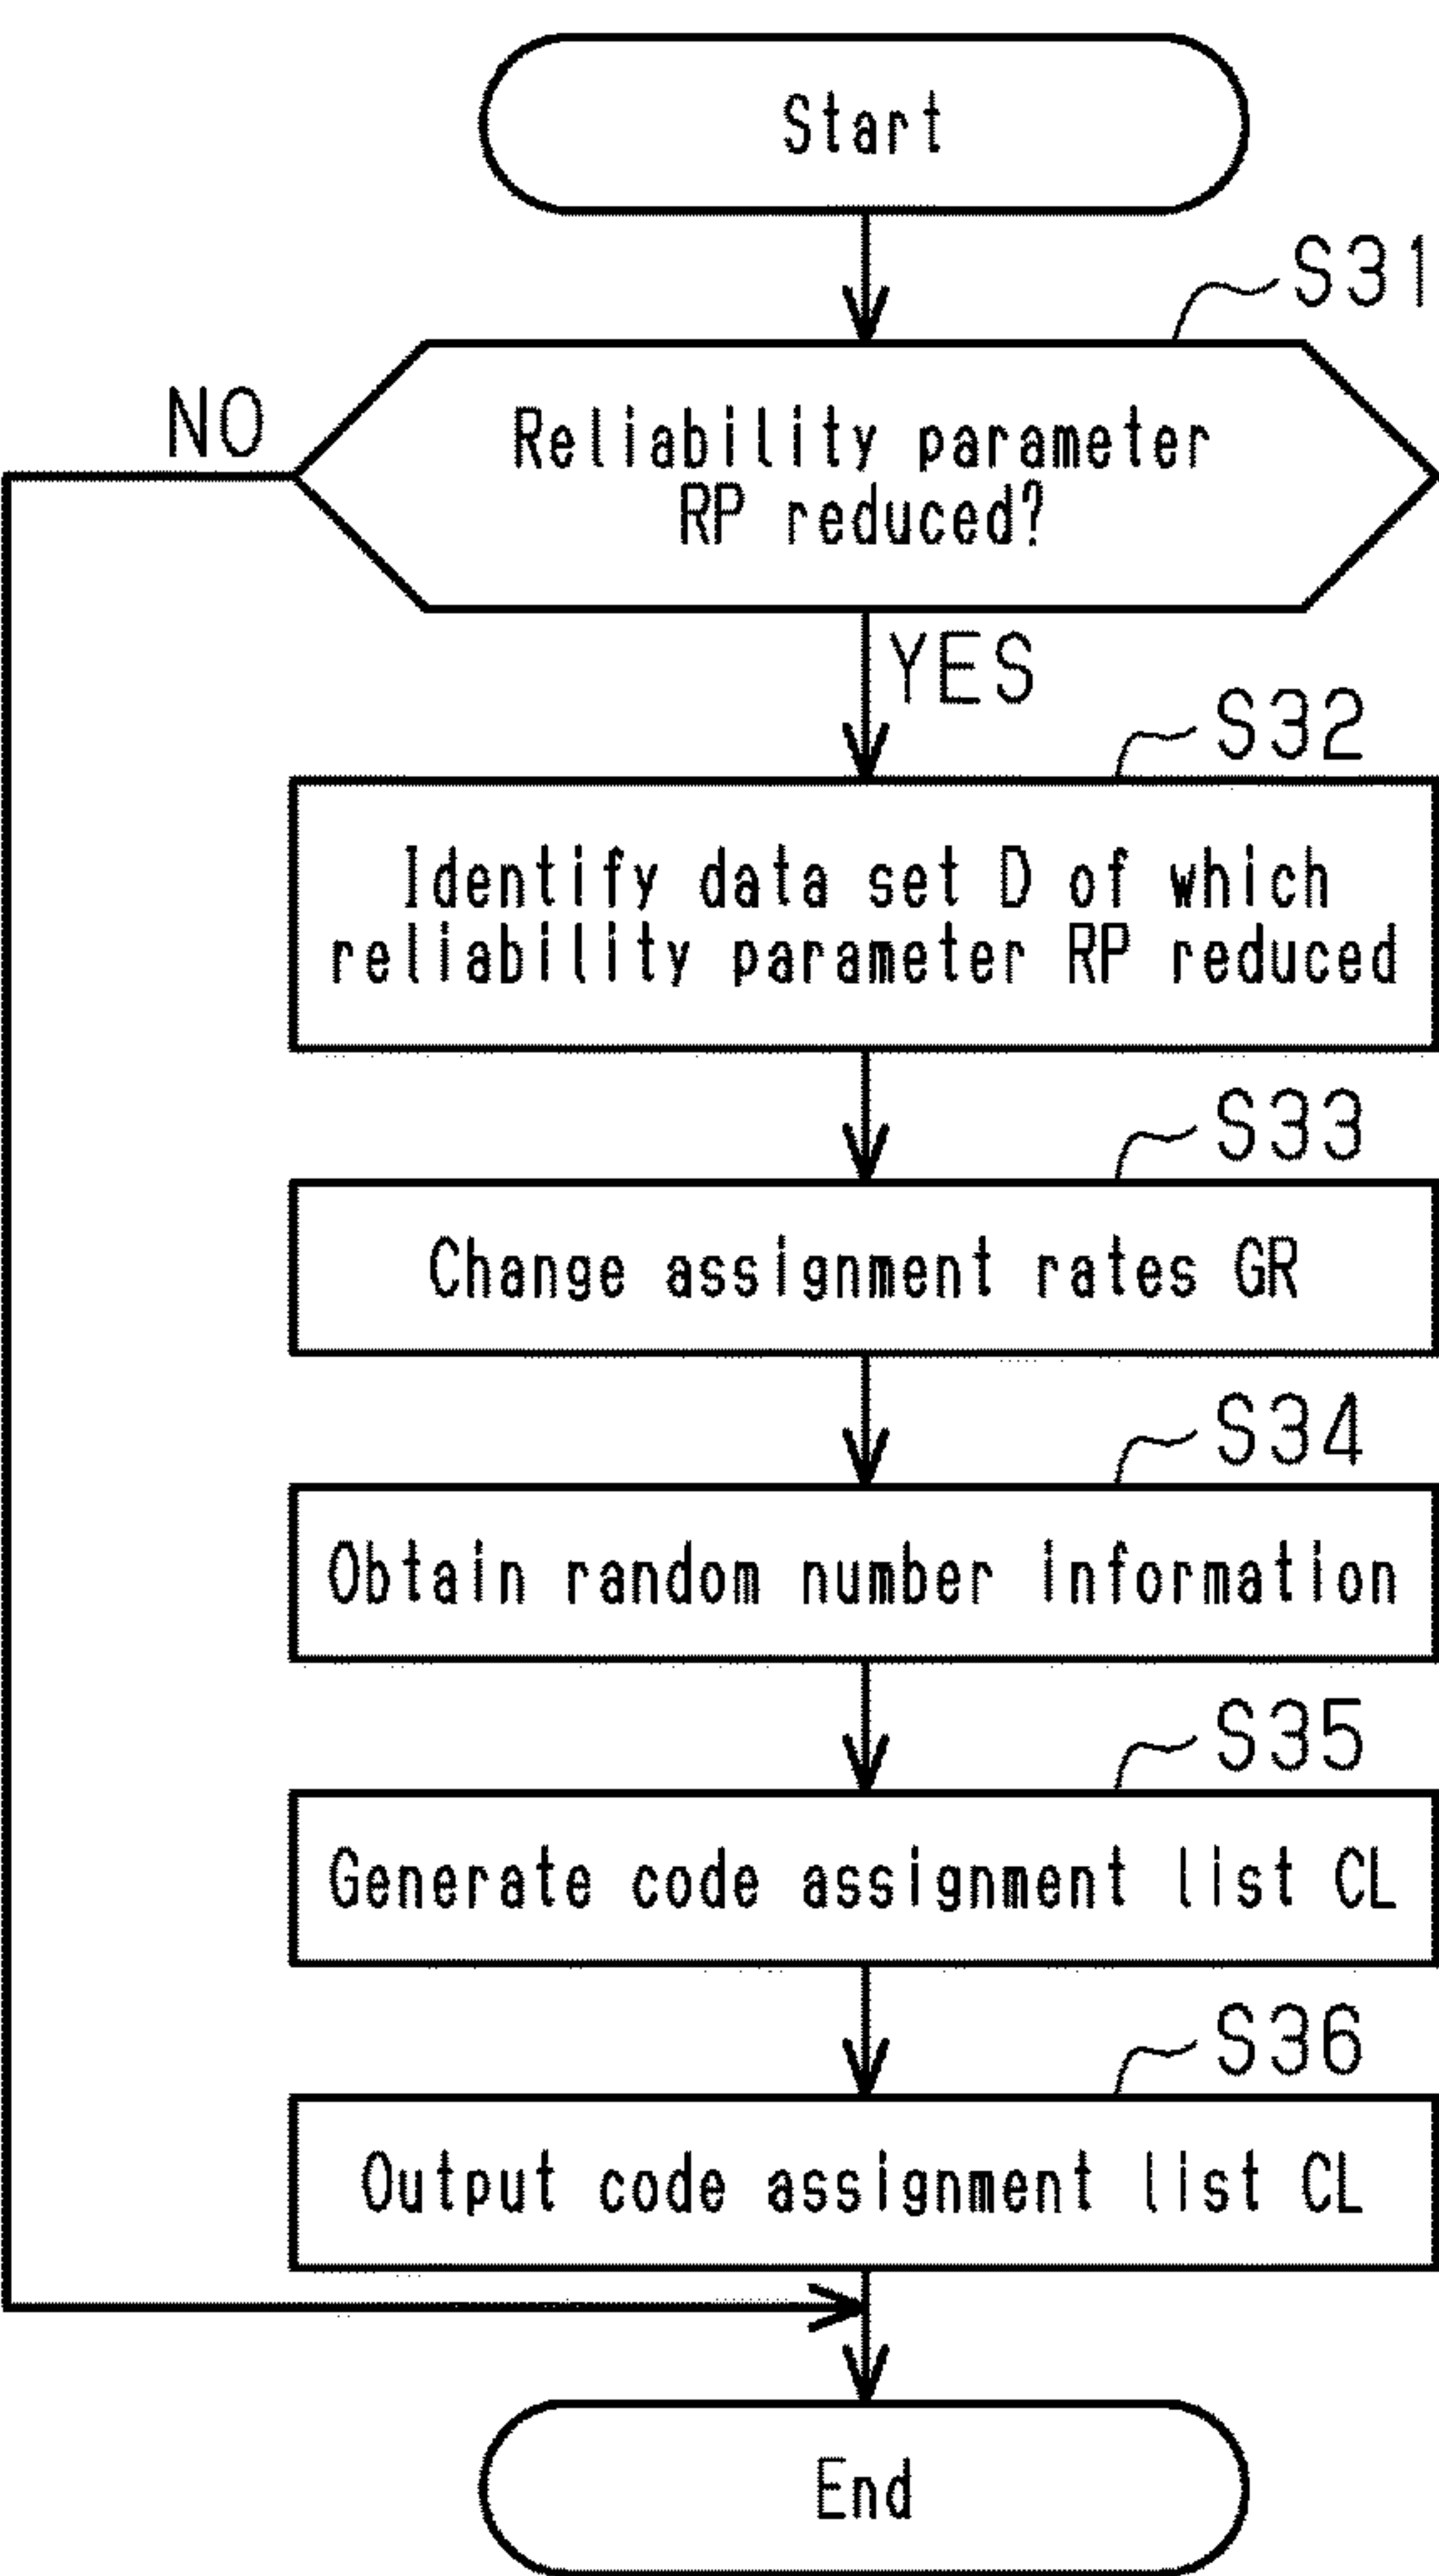 Start
S31
NO
Reliability parameter
RP reduced?
YES
S32
Identify data set D of which
reliability parameter RP reduced
S33
Change assignment rates GR
S34
Obtain random number information
S35
Generate code assignment list CL
S36
Output code assignment list CL
End